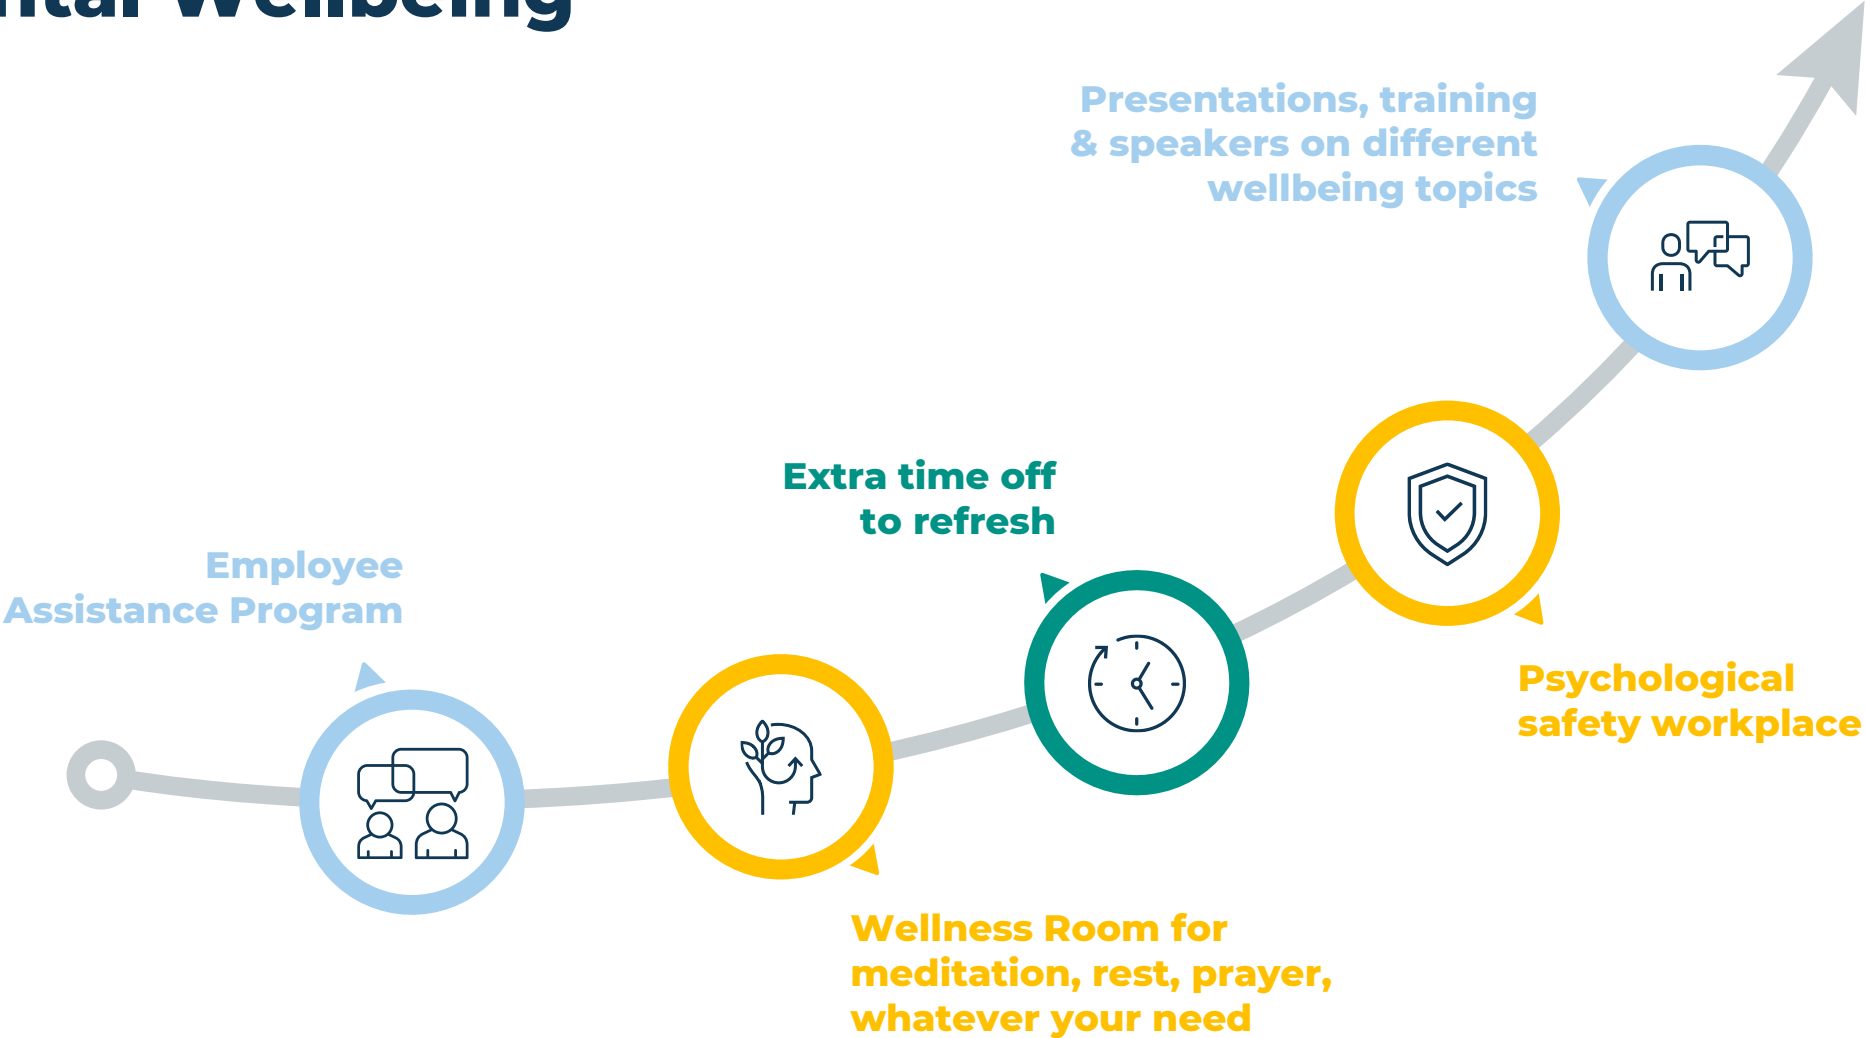 Wellbeing
Presentations, training
& speakers on different
wellbeing topics
Extra time off
to refresh
Employee
Assistance Program
Psychological
safety workplace
Wellness Room for
meditation, rest, prayer,
whatever your need